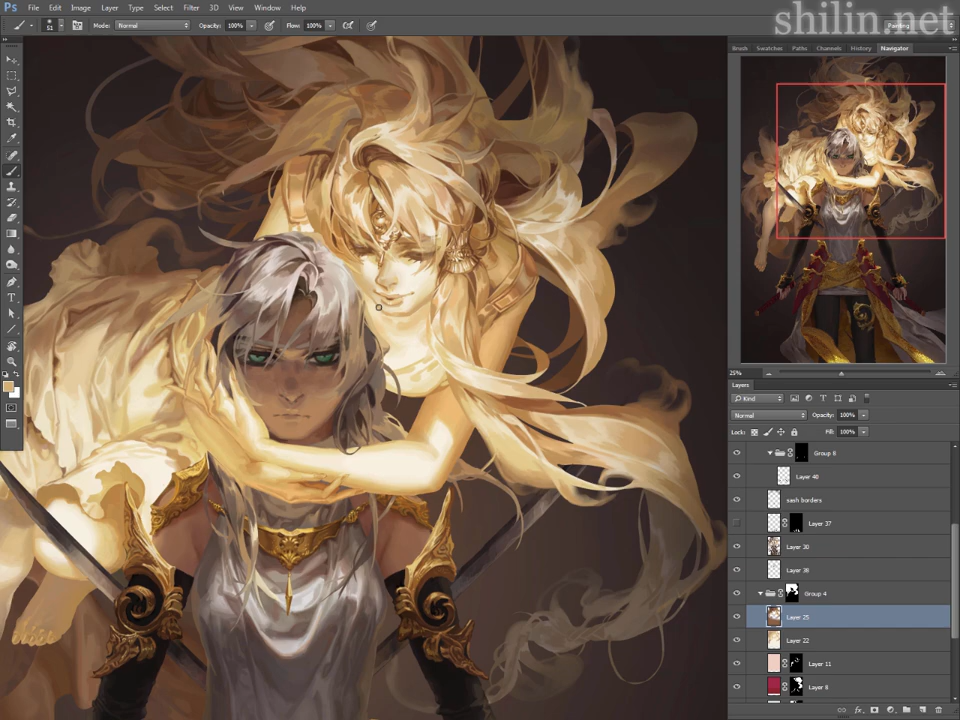 Ps File Edit Image Layer Type Select Filter 3D View Window Help
shilin.net
51 Mode: Normal Opacity: 100% Flow: 100% Painting
Brush Swatches Paths Channels History Navigator
25%
Layers
Kind
Normal Opacity: 100%
Lock: Fill: 100%
Group 8
Layer 40
sash borders
Layer 37
Layer 30
Layer 38
Group 4
Layer 25
Layer 22
Layer 11
Layer 8
fx